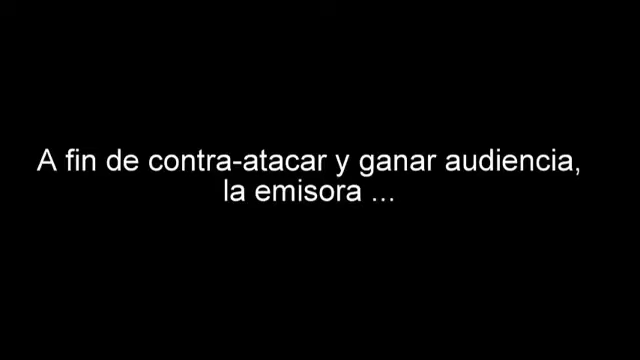 A fin de contra-atacar y ganar audiencia,
la emisora ...